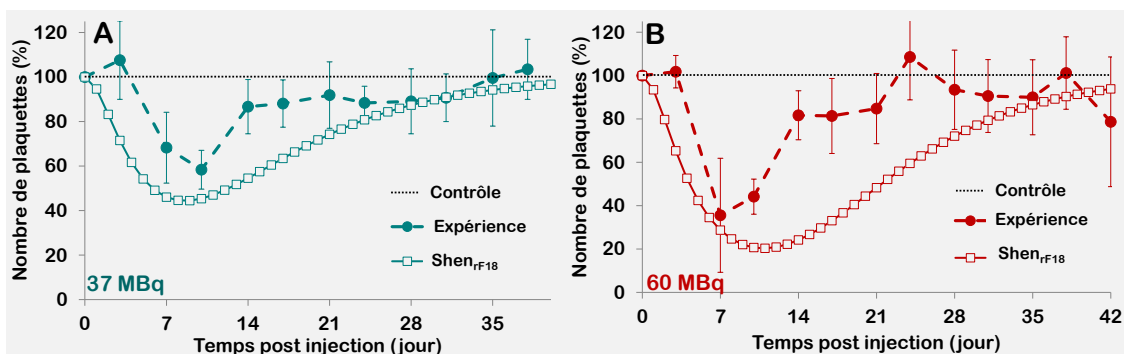 A
Nombre de plaquettes (%)
120
100
80
60
40
20
0
Contrôle
Expérience
Shen_rF18
37 MBq
0 7 14 21 28 35
Temps post injection (jour)
B
Nombre de plaquettes (%)
120
100
80
60
40
20
0
Contrôle
Expérience
Shen_rF18
60 MBq
0 7 14 21 28 35 42
Temps post injection (jour)